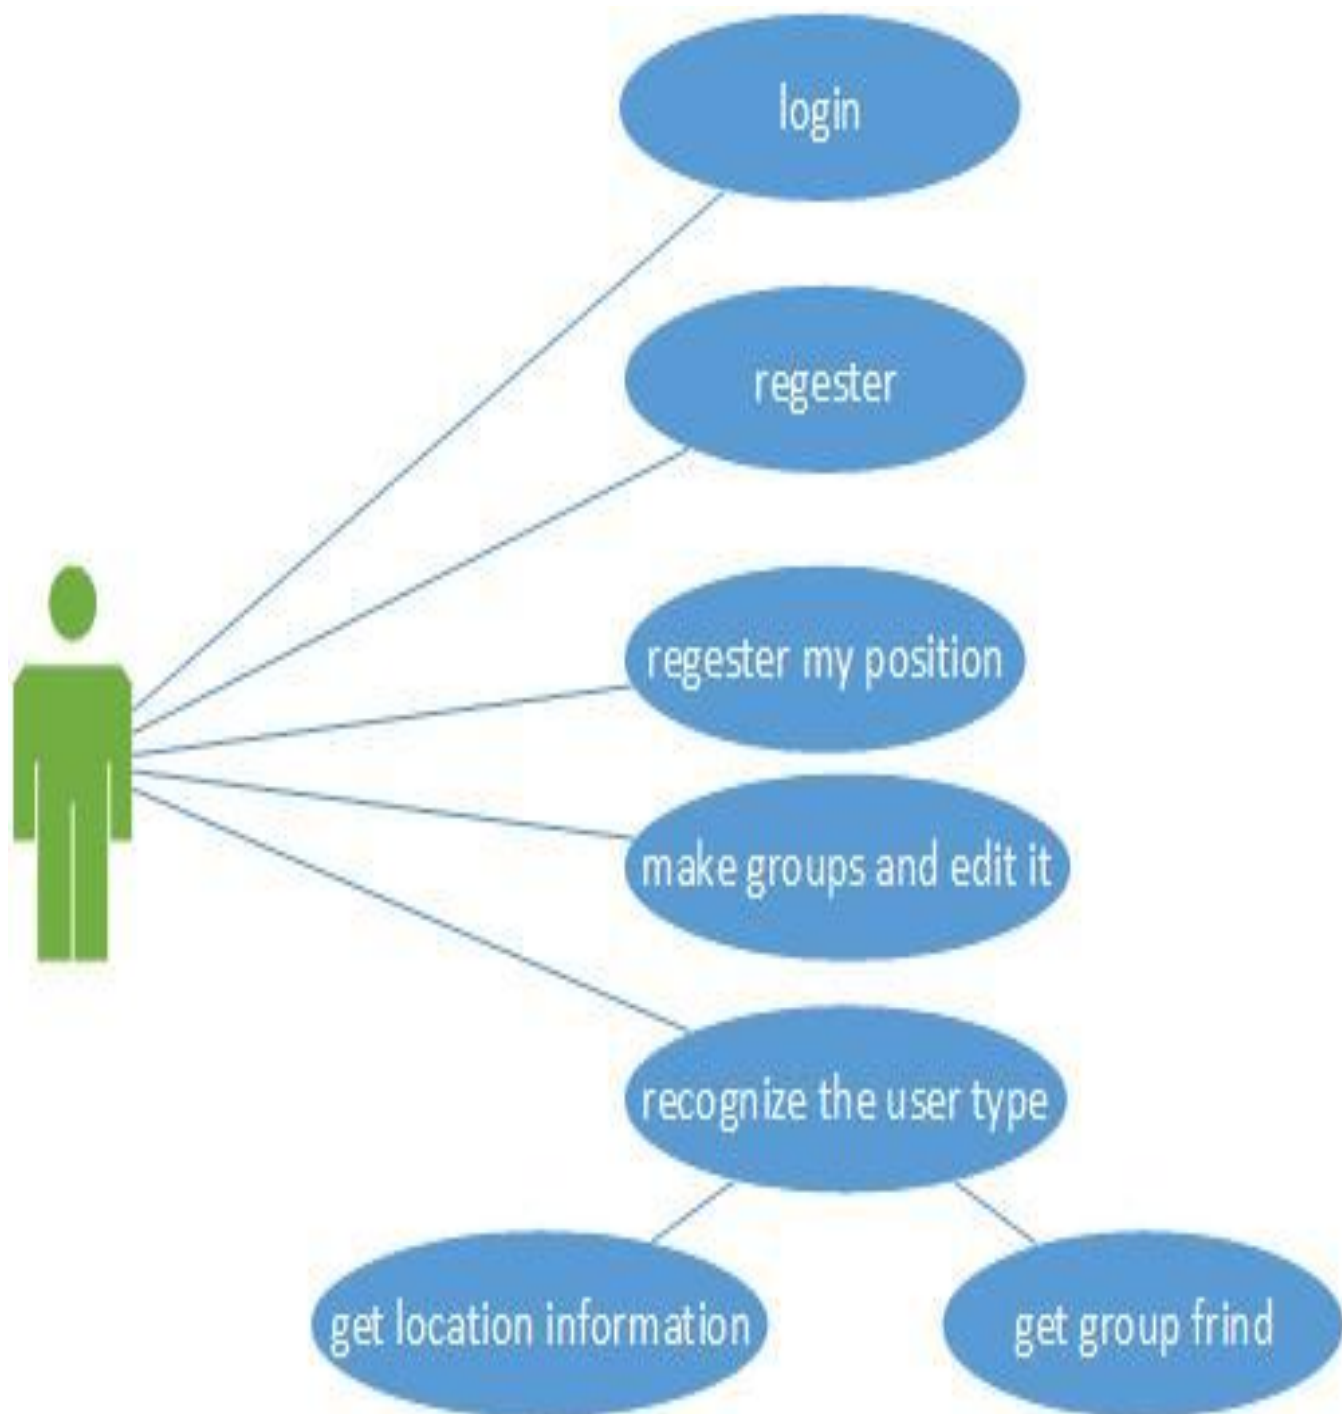 login
regester
regester my position
make groups and edit it
recognize the user type
get location information
get group frind